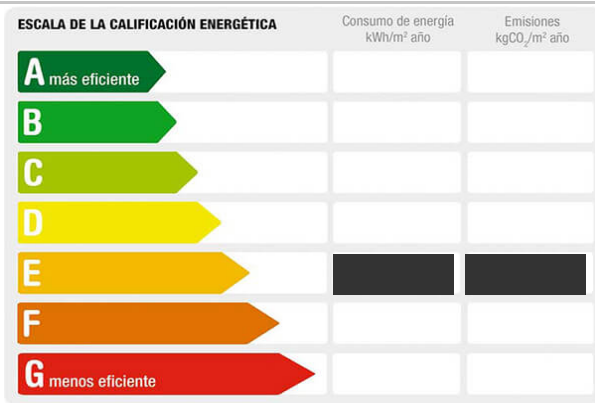 ESCALA DE LA CALIFICACIÓN ENERGÉTICA
Consumo de energía
kWh/m² año
Emisiones
kgCO₂/m² año
A más eficiente
B
C
D
E
F
G menos eficiente